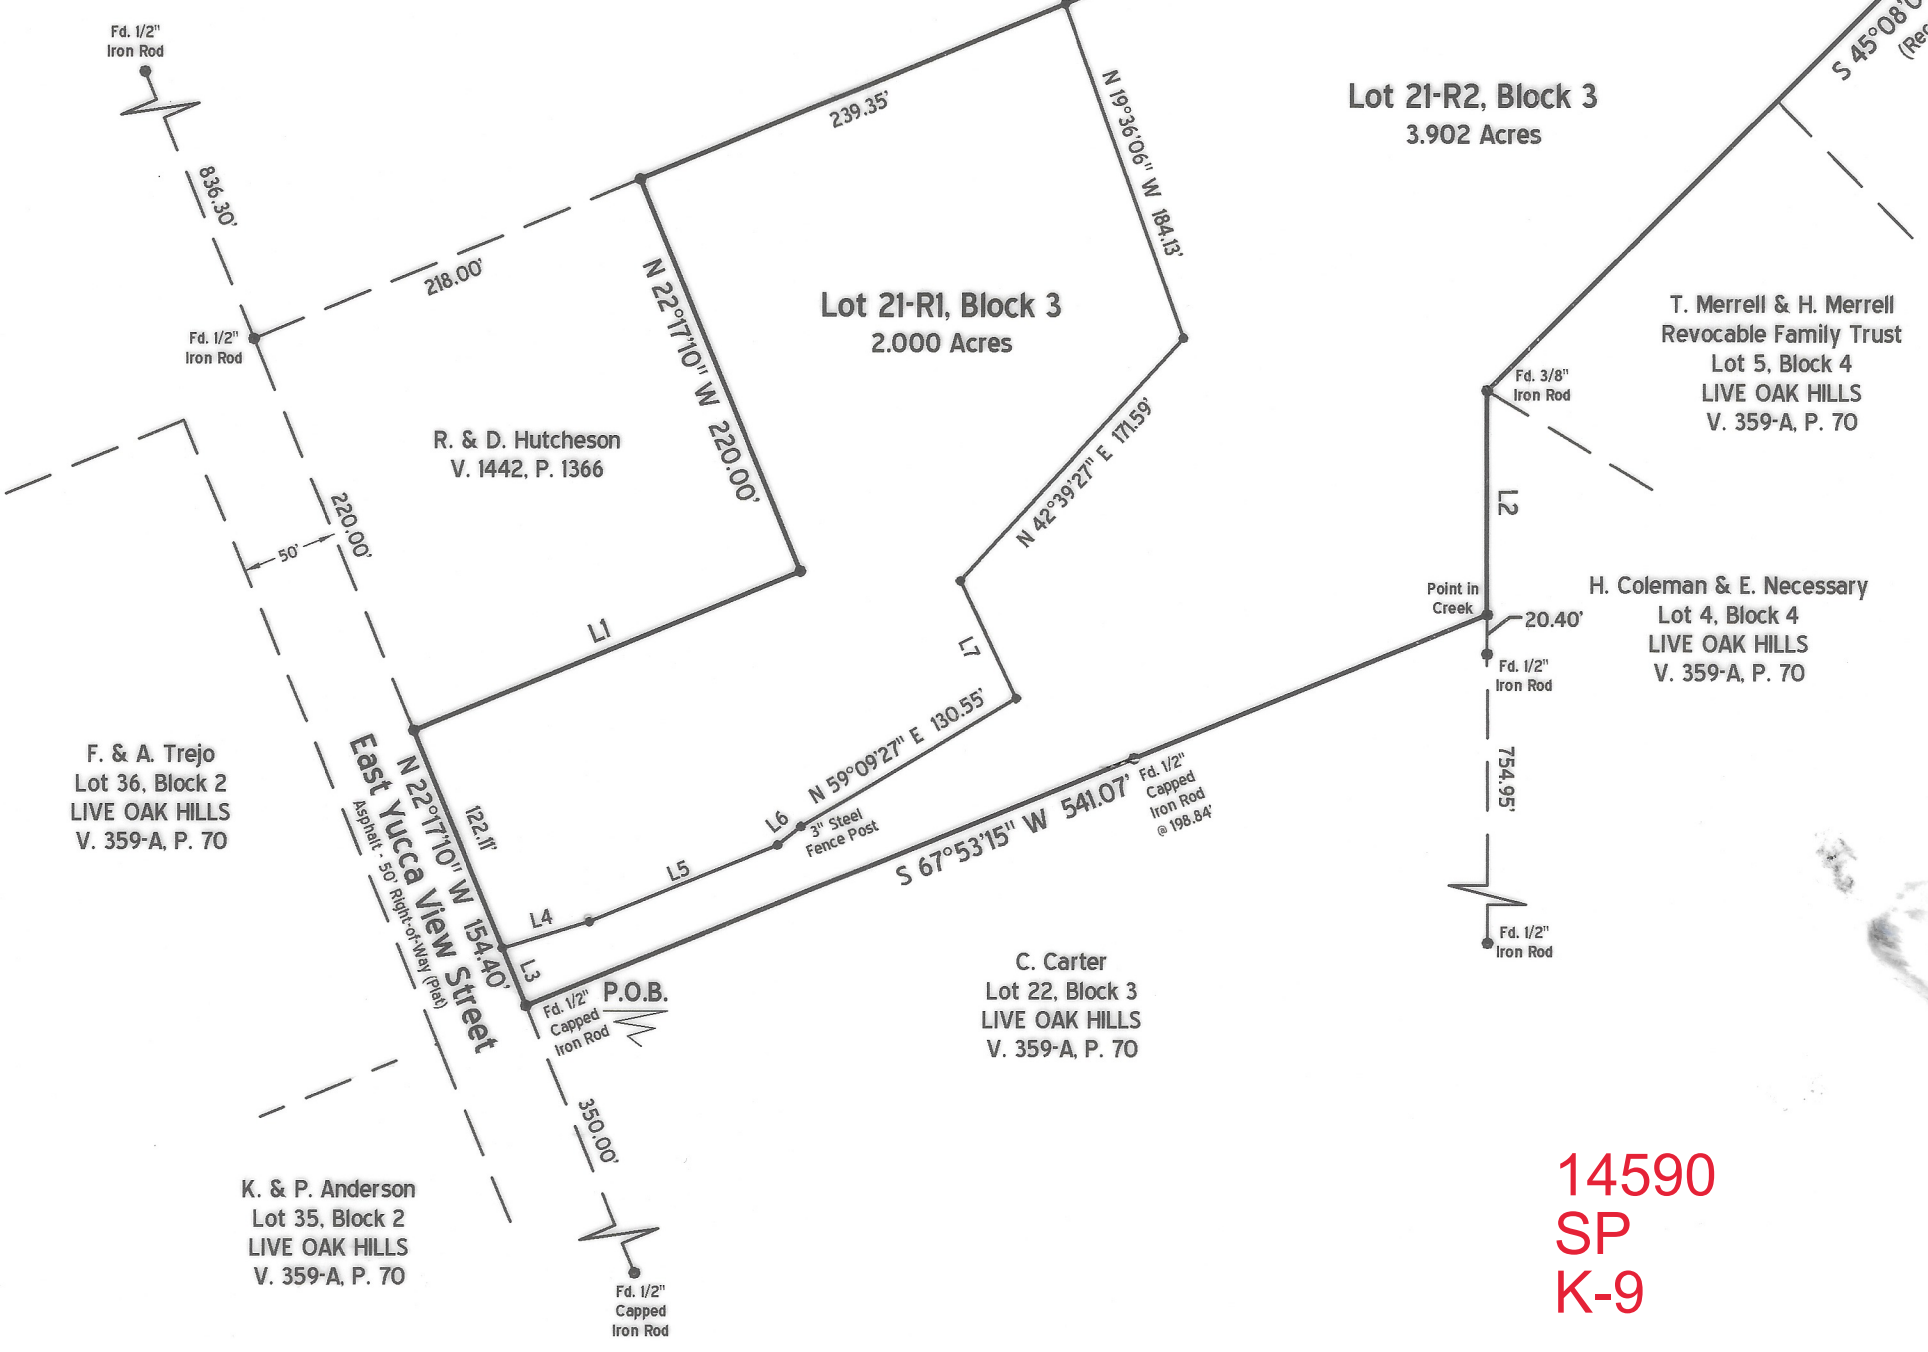 Fd. 1/2"
Iron Rod
836.30'
239.35'
N 19°36'06" W 184.13'
Lot 21-R2, Block 3
3.902 Acres
S 45°08'0
218.00'
Fd. 1/2"
Iron Rod
N 22°17'10" W 220.00'
Lot 21-R1, Block 3
2.000 Acres
T. Merrell & H. Merrell
Revocable Family Trust
Lot 5, Block 4
LIVE OAK HILLS
V. 359-A, P. 70
Fd. 3/8"
Iron Rod
R. & D. Hutcheson
V. 1442, P. 1366
N 42°39'27" E 171.59'
L2
220.00'
50'
Point in
Creek
20.40'
H. Coleman & E. Necessary
Lot 4, Block 4
LIVE OAK HILLS
V. 359-A, P. 70
L1
L7
Fd. 1/2"
Iron Rod
N 59°09'27" E 130.55'
F. & A. Trejo
Lot 36, Block 2
LIVE OAK HILLS
V. 359-A, P. 70
East Yucca View Street
Asphalt - 50' Right-of-Way (Plat)
N 22°17'10" W 154.40'
122.11'
754.95'
S 67°53'15" W 541.07'
Fd. 1/2"
Capped
Iron Rod
@ 198.84'
L6
3" Steel
Fence Post
L5
L4
L3
Fd. 1/2"
Iron Rod
P.O.B.
Fd. 1/2"
Capped
Iron Rod
C. Carter
Lot 22, Block 3
LIVE OAK HILLS
V. 359-A, P. 70
350.00'
K. & P. Anderson
Lot 35, Block 2
LIVE OAK HILLS
V. 359-A, P. 70
Fd. 1/2"
Capped
Iron Rod
14590
SP
K-9